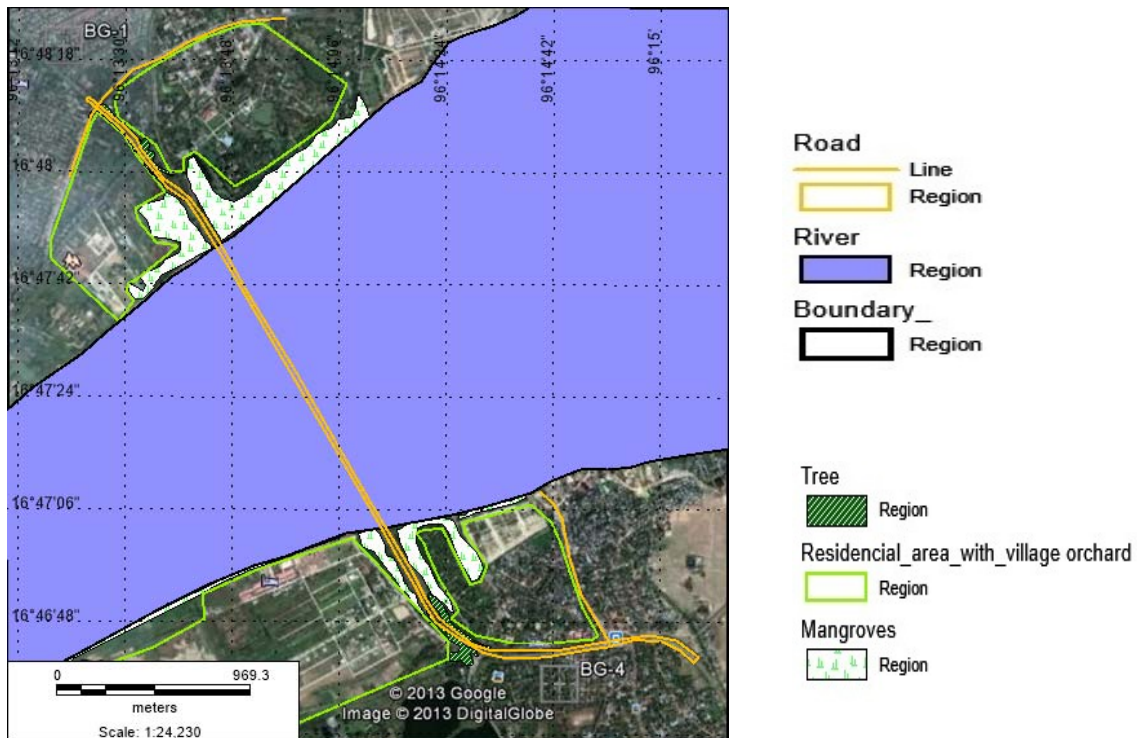 BG-1
96°13'30"
96°13'48"
96°14'06"
96°14'24"
96°14'42"
96°15'
16°48'18"
16°48'
16°47'42"
16°47'24"
16°47'06"
16°46'48"
BG-4
0 969.3
meters
Scale: 1:24.230
© 2013 Google
Image © 2013 DigitalGlobe
Road
Line
Region
River
Region
Boundary_
Region
Tree
Region
Residencial_area_with_village orchard
Region
Mangroves
Region